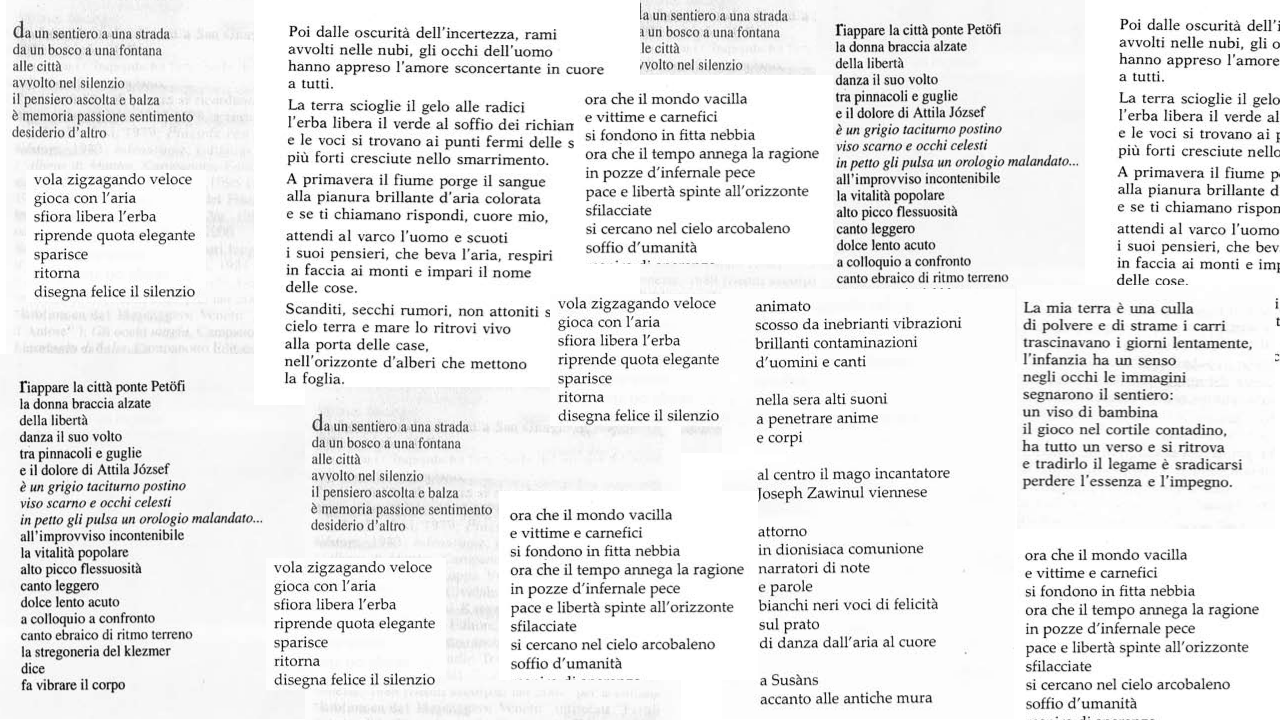 da un sentiero a una strada
da un bosco a una fontana
alle città
avvolto nel silenzio
il pensiero ascolta e balza
è memoria passione sentimento
desiderio d'altro
vola zigzagando veloce
gioca con l'aria
sfiora libera l'erba
riprende quota elegante
sparisce
ritorna
disegna felice il silenzio
riappare la città ponte Petöfi
la donna braccia alzate
della libertà
danza il suo volto
tra pinnacoli e guglie
e il dolore di Attila József
è un grigio taciturno postino
viso scarno e occhi celesti
in petto gli pulsa un orologio malandato...
all'improvviso incontenibile
la vitalità popolare
alto picco flessuosità
canto leggero
dolce lento acuto
a colloquio a confronto
canto ebraico di ritmo terreno
la stregoneria del klezmer
dice
fa vibrare il corpo
Poi dalle oscurità dell'incertezza, rami
avvolti nelle nubi, gli occhi dell'uomo
hanno appreso l'amore sconcertante in cuore
a tutti.
La terra scioglie il gelo alle radici
l'erba libera il verde al soffio dei richiam
e le voci si trovano ai punti fermi delle s
più forti cresciute nello smarrimento.
A primavera il fiume porge il sangue
alla pianura brillante d'aria colorata
e se ti chiamano rispondi, cuore mio,
attendi al varco l'uomo e scuoti
i suoi pensieri, che beva l'aria, respiri
in faccia ai monti e impari il nome
delle cose.
Scanditi, secchi rumori, non attoniti s
cielo terra e mare lo ritrovi vivo
alla porta delle case,
nell'orizzonte d'alberi che mettono
la foglia.
da un sentiero a una strada
da un bosco a una fontana
alle città
avvolto nel silenzio
il pensiero ascolta e balza
è memoria passione sentimento
desiderio d'altro
vola zigzagando veloce
gioca con l'aria
sfiora libera l'erba
riprende quota elegante
sparisce
ritorna
disegna felice il silenzio
la un sentiero a una strada
a un bosco a una fontana
lle città
vvolto nel silenzio
ora che il mondo vacilla
e vittime e carnefici
si fondono in fitta nebbia
ora che il tempo annega la ragione
in pozze d'infernale pece
pace e libertà spinte all'orizzonte
sfilacciate
si cercano nel cielo arcobaleno
soffio d'umanità
vola zigzagando veloce
gioca con l'aria
sfiora libera l'erba
riprende quota elegante
sparisce
ritorna
disegna felice il silenzio
ora che il mondo vacilla
e vittime e carnefici
si fondono in fitta nebbia
ora che il tempo annega la ragione
in pozze d'infernale pece
pace e libertà spinte all'orizzonte
sfilacciate
si cercano nel cielo arcobaleno
soffio d'umanità
riappare la città ponte Petöfi
la donna braccia alzate
della libertà
danza il suo volto
tra pinnacoli e guglie
e il dolore di Attila József
è un grigio taciturno postino
viso scarno e occhi celesti
in petto gli pulsa un orologio malandato...
all'improvviso incontenibile
la vitalità popolare
alto picco flessuosità
canto leggero
dolce lento acuto
a colloquio a confronto
canto ebraico di ritmo terreno
animato
scosso da inebrianti vibrazioni
brillanti contaminazioni
d'uomini e canti
nella sera alti suoni
a penetrare anime
e corpi
al centro il mago incantatore
Joseph Zawinul viennese
attorno
in dionisiaca comunione
narratori di note
e parole
bianchi neri voci di felicità
sul prato
di danza dall'aria al cuore
a Susàns
accanto alle antiche mura
Poi dalle oscurità dell'i
avvolti nelle nubi, gli o
hanno appreso l'amore
a tutti.
La terra scioglie il gelo
l'erba libera il verde al
e le voci si trovano ai p
più forti cresciute nello
A primavera il fiume p
alla pianura brillante d
e se ti chiamano rispon
attendi al varco l'uomo
i suoi pensieri, che bev
in faccia ai monti e imp
delle cose.
La mia terra è una culla
di polvere e di strame i carri
trascinavano i giorni lentamente,
l'infanzia ha un senso
negli occhi le immagini
segnarono il sentiero:
un viso di bambina
il gioco nel cortile contadino,
ha tutto un verso e si ritrova
e tradirlo il legame è sradicarsi
perdere l'essenza e l'impegno.
ora che il mondo vacilla
e vittime e carnefici
si fondono in fitta nebbia
ora che il tempo annega la ragione
in pozze d'infernale pece
pace e libertà spinte all'orizzonte
sfilacciate
si cercano nel cielo arcobaleno
soffio d'umanità